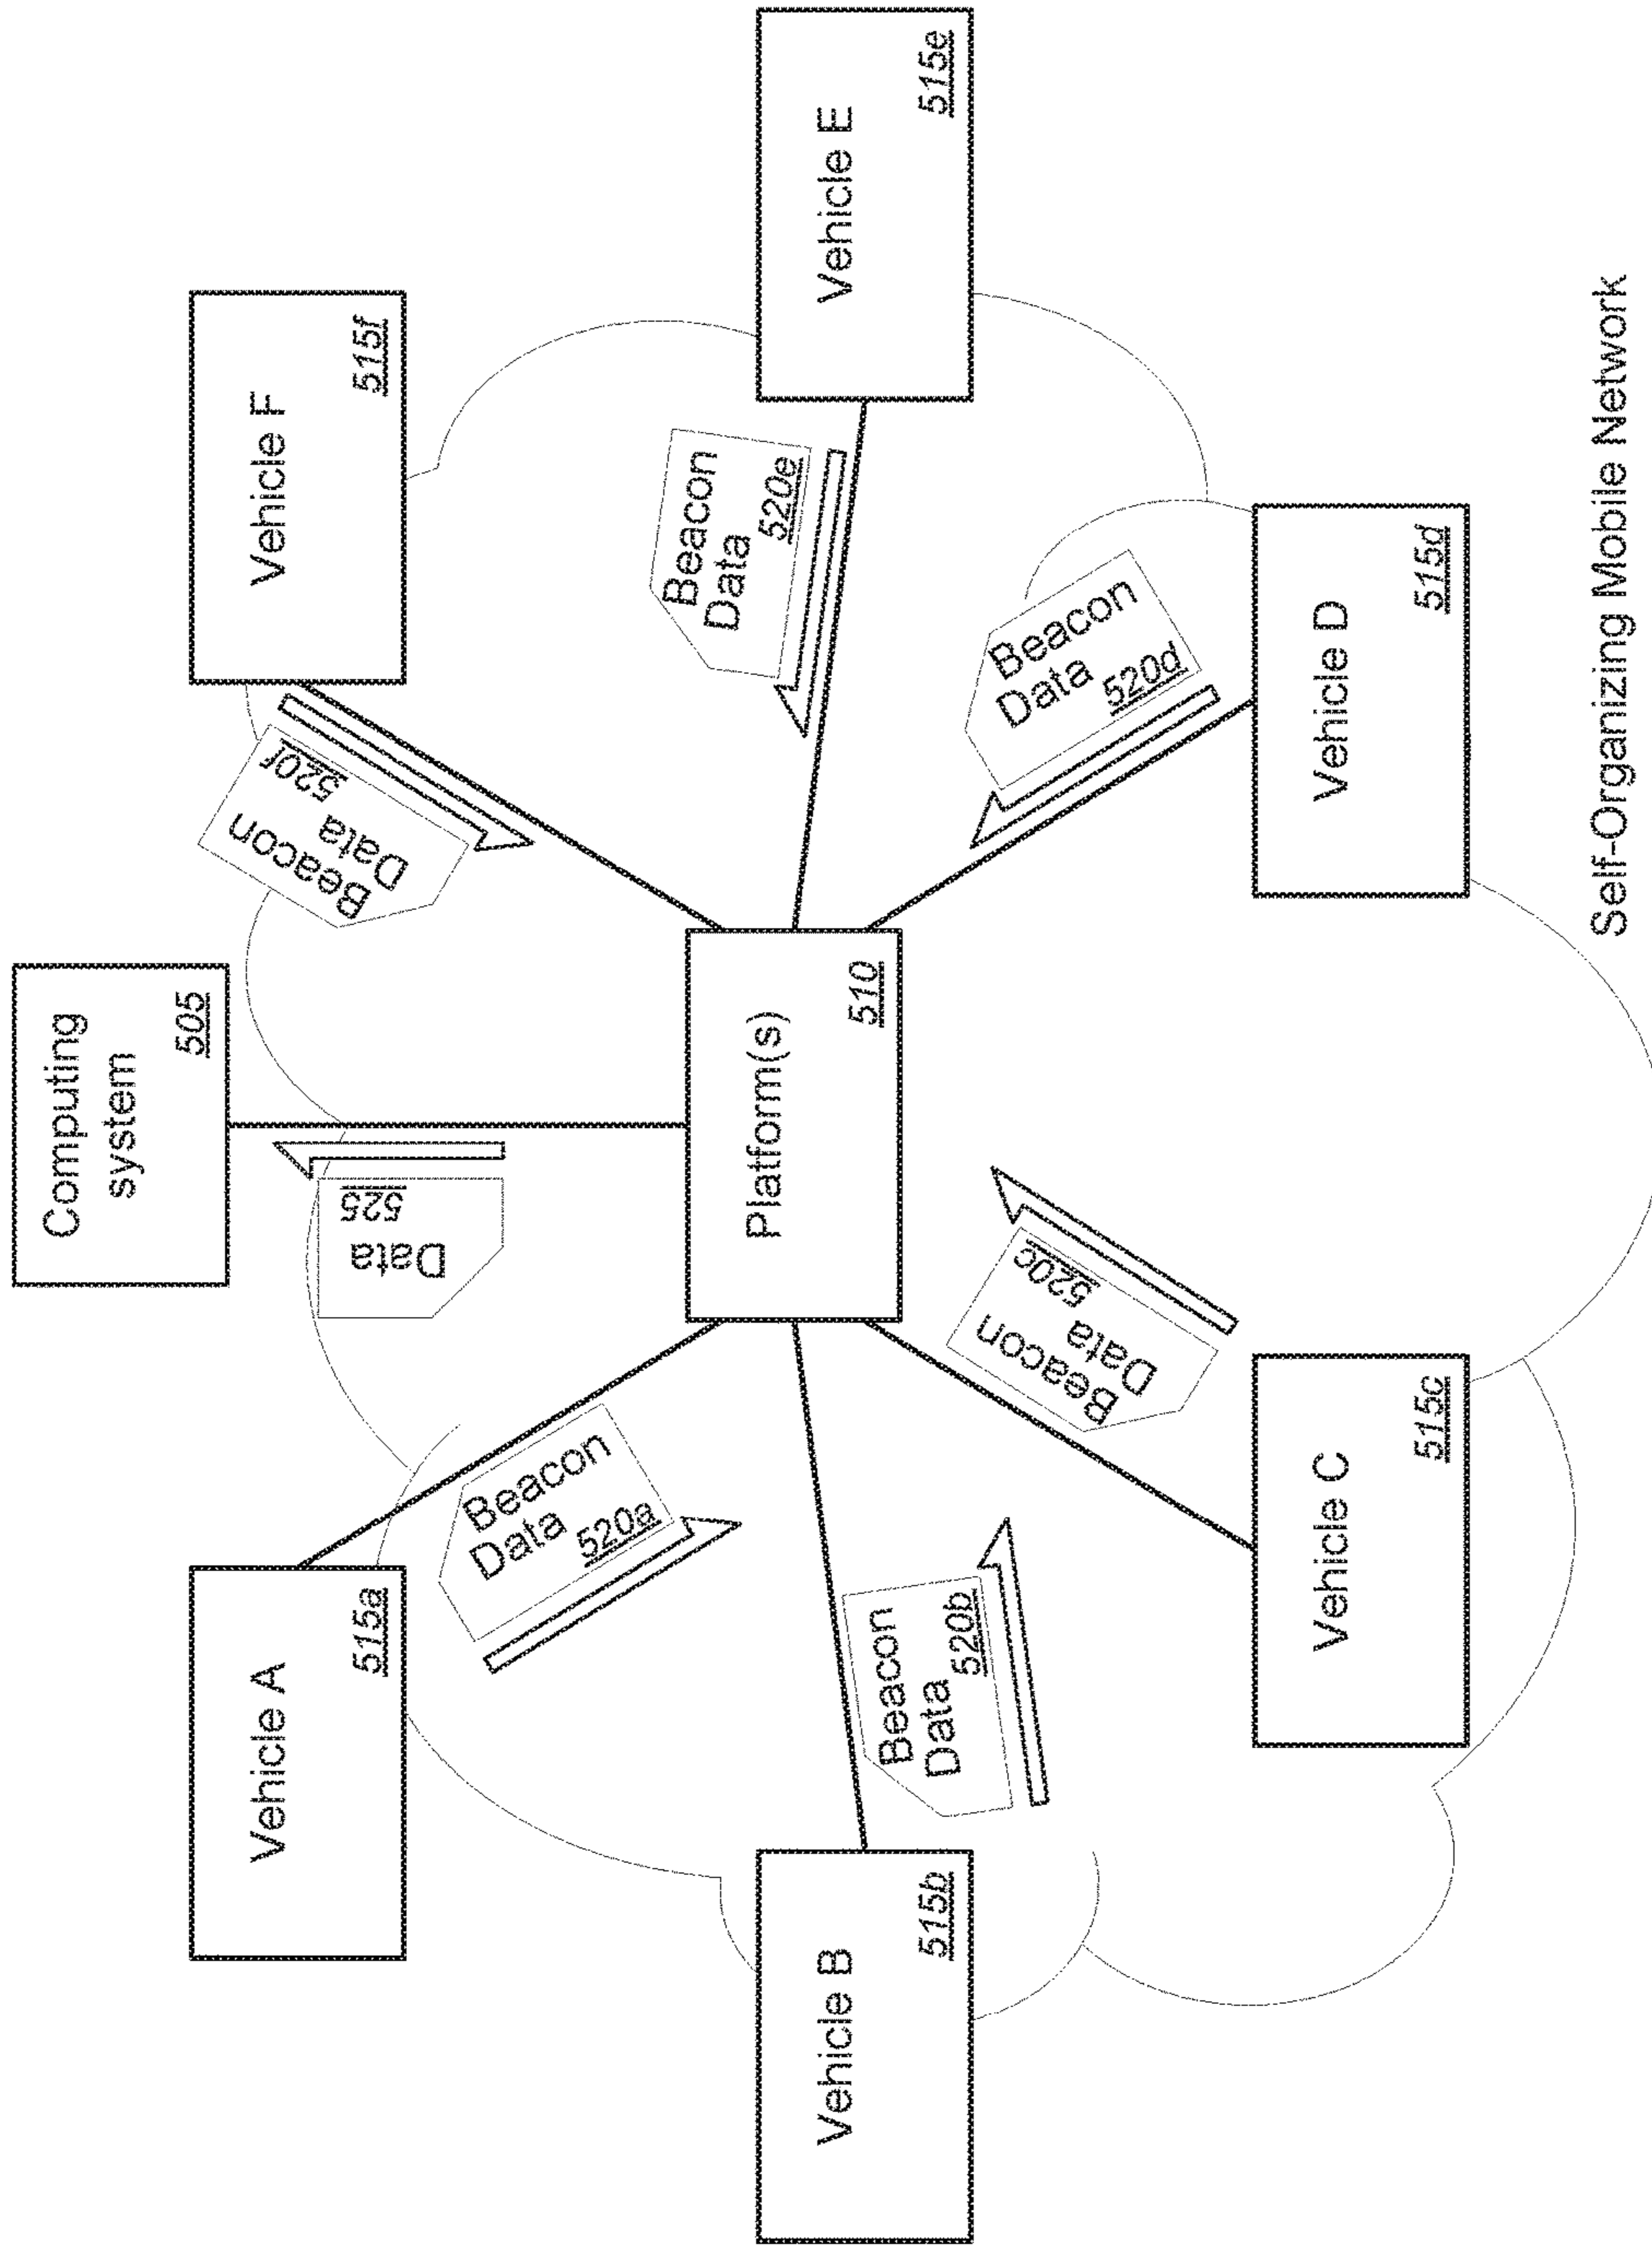 Computing
system
505
Vehicle A
515a
Vehicle F
515f
Data
525
Beacon
Data
520a
Beacon
Data
520f
Vehicle B
515b
Platform(s)
510
Vehicle E
515e
Beacon
Data
520b
Beacon
Data
520e
Beacon
Data
520c
Beacon
Data
520d
Vehicle C
515c
Vehicle D
515d
Self-Organizing Mobile Network